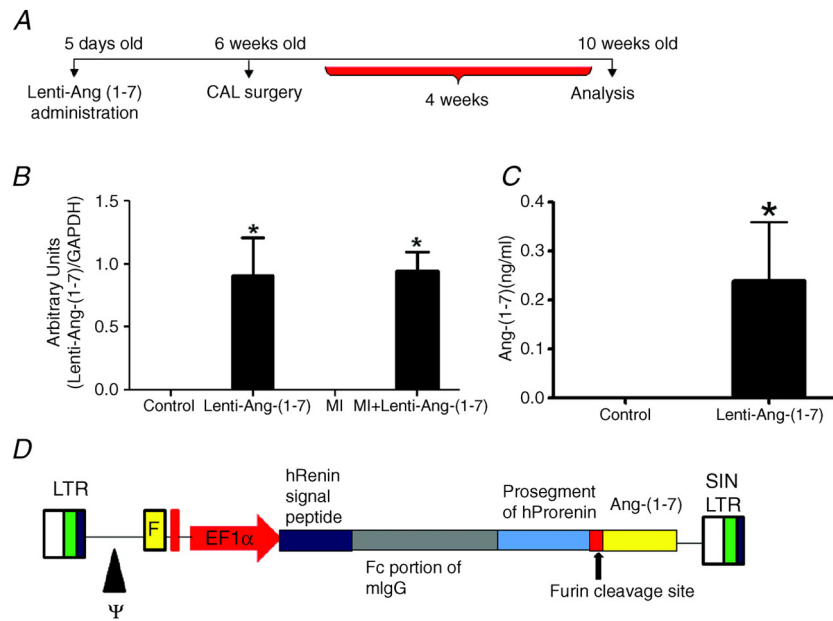 A
5 days old
6 weeks old
10 weeks old
Lenti-Ang (1-7)
administration
CAL surgery
4 weeks
Analysis
B
Arbitrary Units
(Lenti-Ang-(1-7)/GAPDH)
1.5
1.0
0.5
0.0
*
*
Control
Lenti-Ang-(1-7)
MI
MI+Lenti-Ang-(1-7)
C
Ang-(1-7)(ng/ml)
0.4
0.3
0.2
0.1
0.0
*
Control
Lenti-Ang-(1-7)
D
LTR
hRenin
signal
peptide
Prosegment
of hProrenin
Ang-(1-7)
SIN
LTR
F
EF1α
Fc portion of
mIgG
Furin cleavage site
Ψ